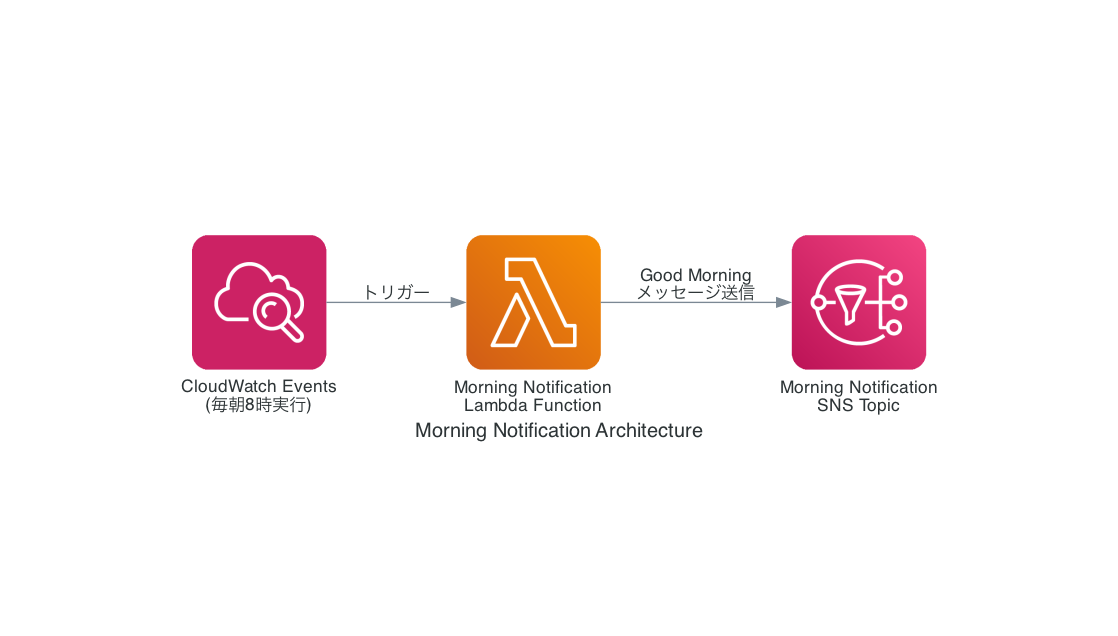 トリガー
Good Morning
メッセージ送信
CloudWatch Events
(毎朝8時実行)
Morning Notification
Lambda Function
Morning Notification
SNS Topic
Morning Notification Architecture